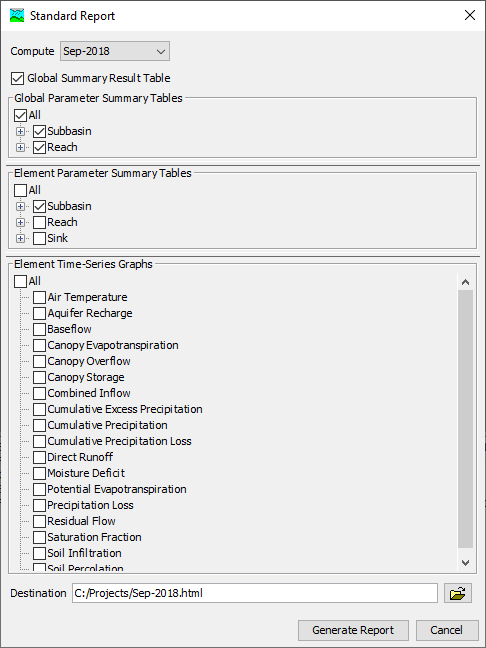 Standard Report
Compute Sep-2018
Global Summary Result Table
Global Parameter Summary Tables
All
Subbasin
Reach
Element Parameter Summary Tables
All
Subbasin
Reach
Sink
Element Time-Series Graphs
All
Air Temperature
Aquifer Recharge
Baseflow
Canopy Evapotranspiration
Canopy Overflow
Canopy Storage
Combined Inflow
Cumulative Excess Precipitation
Cumulative Precipitation
Cumulative Precipitation Loss
Direct Runoff
Moisture Deficit
Potential Evapotranspiration
Precipitation Loss
Residual Flow
Saturation Fraction
Soil Infiltration
Soil Percolation
Destination C:/Projects/Sep-2018.html
Generate Report Cancel